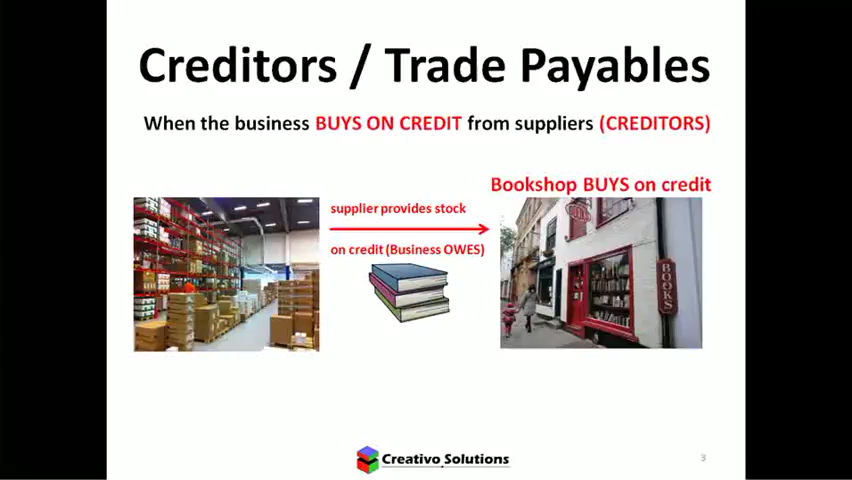 Creditors / Trade Payables
When the business BUYS ON CREDIT from suppliers (CREDITORS)
Bookshop BUYS on credit
supplier provides stock
on credit (Business OWES)
BOOKS
BOOKS
Creativo Solutions
3